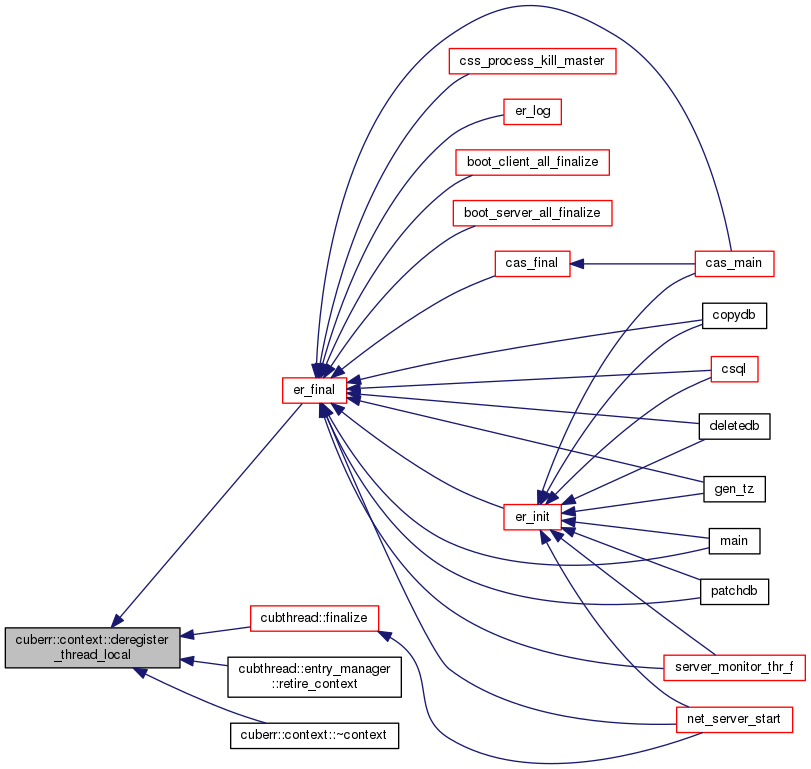 css_process_kill_master
er_log
boot_client_all_finalize
boot_server_all_finalize
cas_final
cas_main
copydb
csql
er_final
deletedb
gen_tz
er_init
main
patchdb
cubthread::finalize
cuberr::context::deregister
_thread_local
cubthread::entry_manager
::retire_context
server_monitor_thr_f
net_server_start
cuberr::context::~context